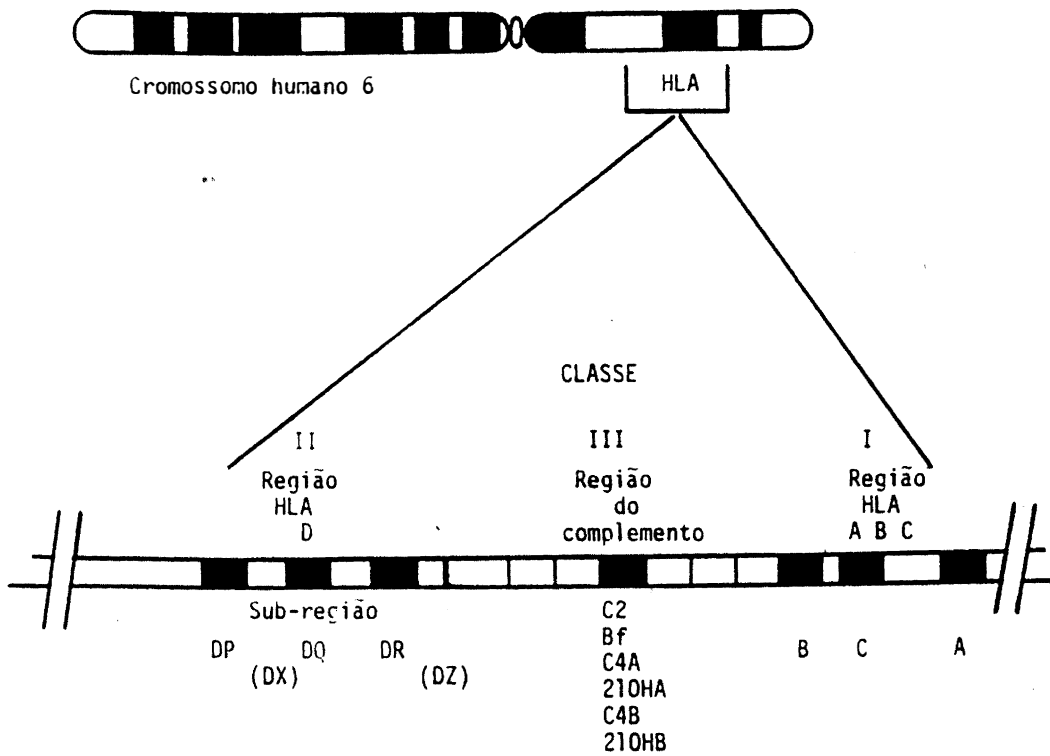 Cromossomo humano 6
HLA
CLASSE
II
Região
HLA
D
III
Região
do
complemento
I
Região
HLA
A B C
Sub-região
DP
DQ
DR
(DX)
(DZ)
C2
Bf
C4A
21OHA
C4B
21OHB
B
C
A